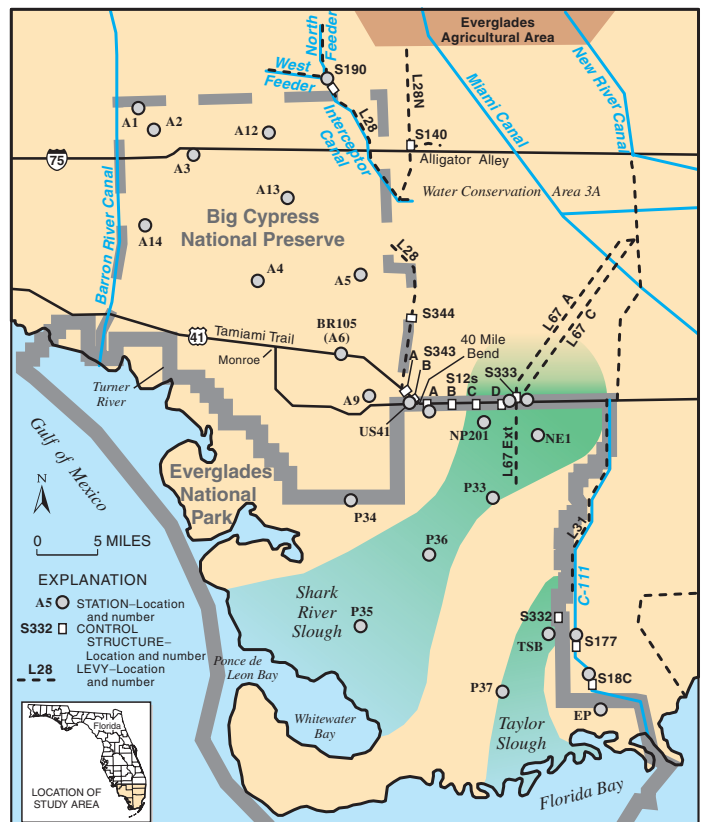 Everglades
Agricultural Area
North
Feeder
West
Feeder
S190
L28N
Miami Canal
New River Canal
A1
A2
A12
L28
Interceptor
Canal
S140
75
A3
Alligator Alley
Water Conservation Area 3A
A13
Barron River Canal
Big Cypress
National Preserve
A14
A4
A5
L28
L67 A
L67 C
S344
BR105
(A6)
41
Tamiami Trail
Monroe
40 Mile
Bend
S343
A
B
S12s
A
B
C
D
S333
Turner
River
A9
US41
NP201
NE1
L67 Ext
Gulf of Mexico
Everglades
National
Park
N
P34
P33
0
5 MILES
P36
L31
C-111
EXPLANATION
A5
STATION–Location
and number
S332
CONTROL
STRUCTURE–
Location and number
L28
LEVY–Location
and number
Shark
River
Slough
P35
S332
TSB
S177
S18C
Ponce de
Leon Bay
P37
EP
Whitewater
Bay
Taylor
Slough
Florida Bay
Florida
LOCATION OF
STUDY AREA